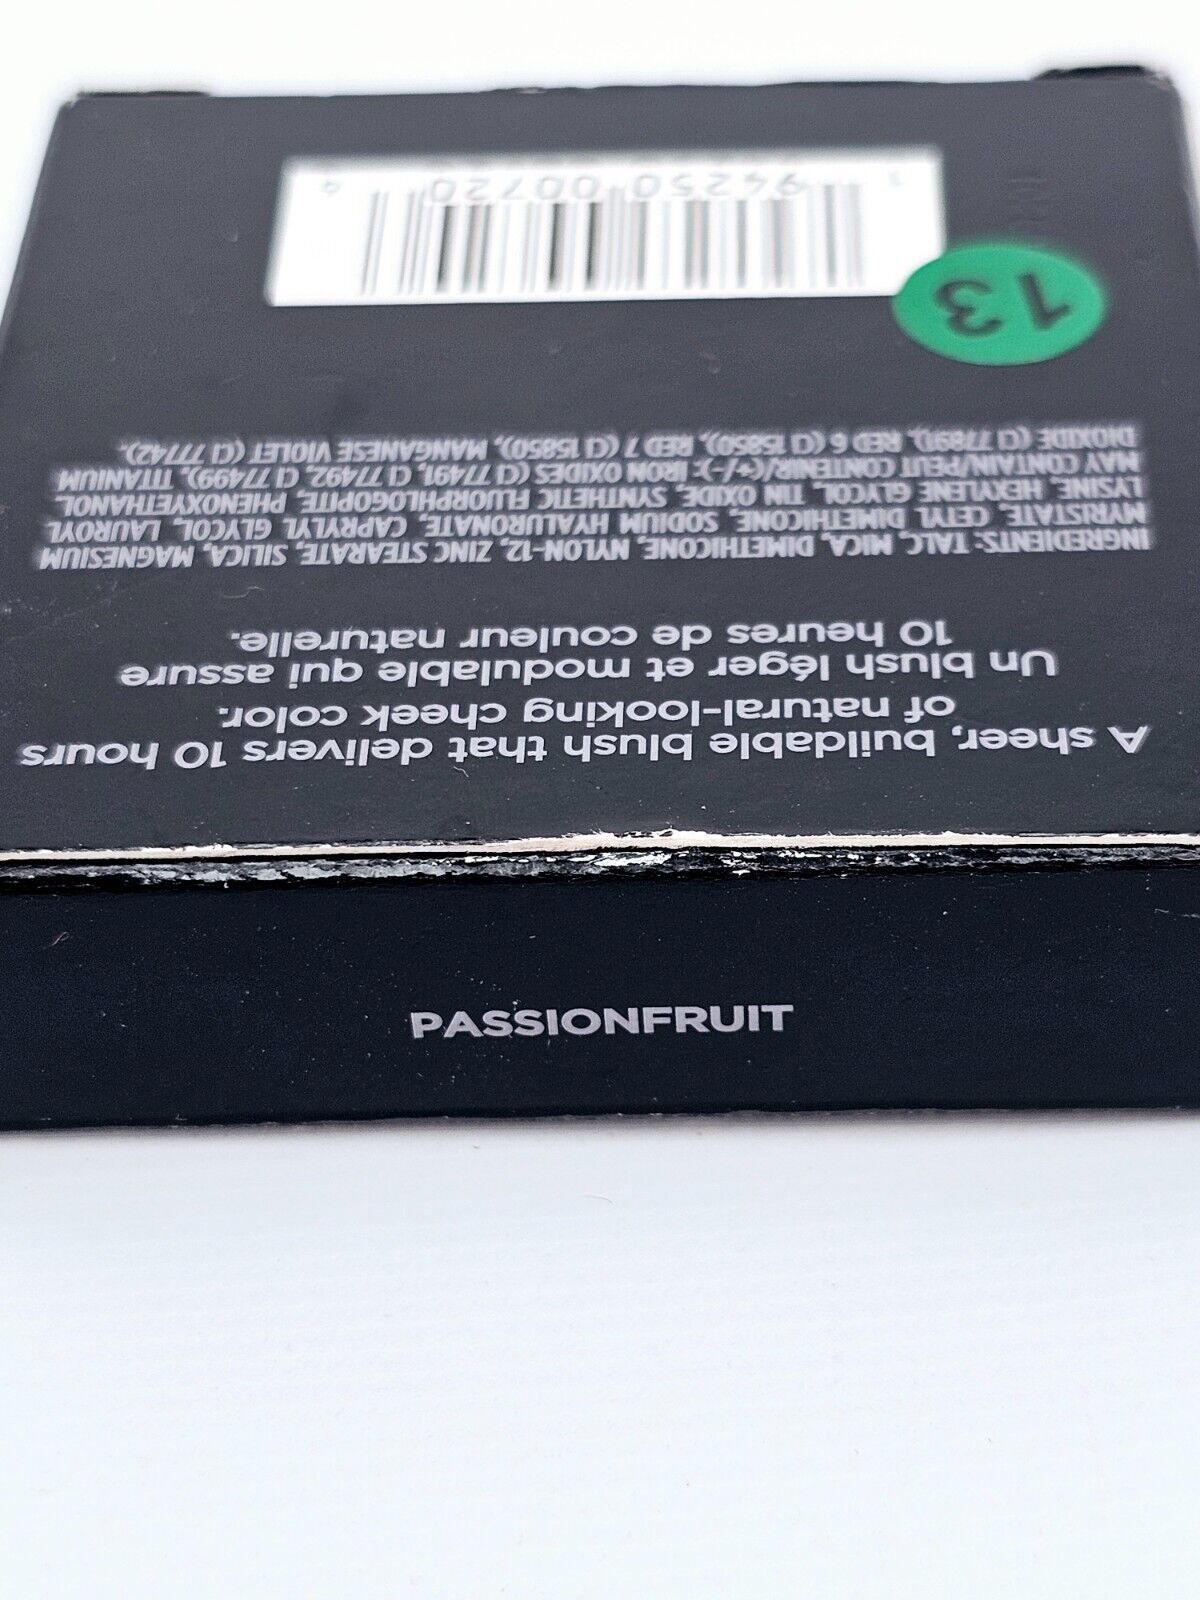 PASSIONFRUIT
A sheer, buildable blush that delivers 10 hours
of natural-looking cheek color.
Un blush léger et modulable qui assure
10 heures de couleur naturelle.
INGREDIENTS: TALC, MICA, DIMETHICONE, NYLON-12, ZINC STEARATE, SILICA, MAGNESIUM
MYRISTATE, CETYL DIMETHICONE, SODIUM HYALURONATE, CAPRYLYL GLYCOL, LAUROYL
LYSINE, HEXYLENE GLYCOL, TIN OXIDE, SYNTHETIC FLUORPHLOGOPITE, PHENOXYETHANOL.
MAY CONTAIN/PEUT CONTENIR(+/-): IRON OXIDES (CI 77491, CI 77492, CI 77499), TITANIUM
DIOXIDE (CI 77891), RED 6 (CI 15850), RED 7 (CI 15850), MANGANESE VIOLET (CI 77742).
13
1 94250 00720 4